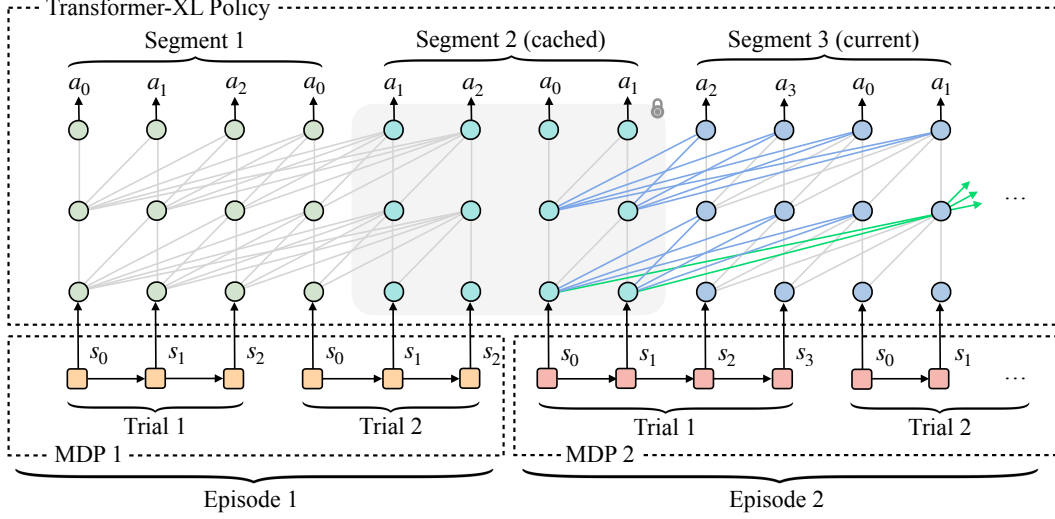 Transformer-XL Policy
Segment 1 Segment 2 (cached) Segment 3 (current)
a₀ a₁ a₂ a₀ a₁ a₂ a₀ a₁ a₂ a₃ a₀ a₁
...
s₀ s₁ s₂ s₀ s₁ s₂ s₀ s₁ s₂ s₃ s₀ s₁
...
Trial 1 Trial 2 Trial 1 Trial 2
MDP 1 MDP 2
Episode 1 Episode 2